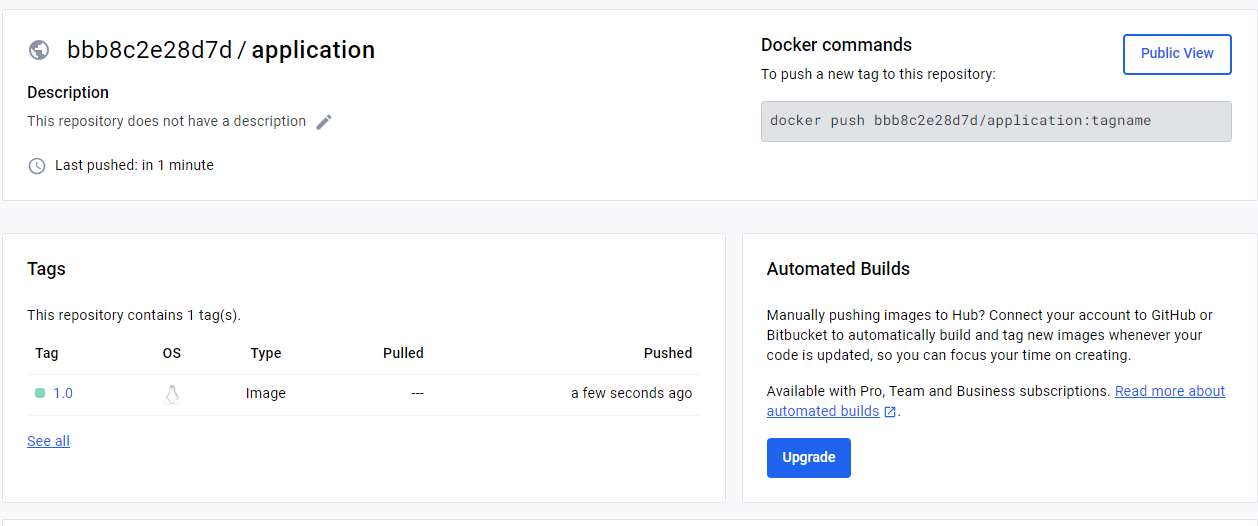 bbb8c2e28d7d / application
Description
This repository does not have a description
Last pushed: in 1 minute
Docker commands
Public View
To push a new tag to this repository:
docker push bbb8c2e28d7d/application:tagname
Tags
This repository contains 1 tag(s).
Tag OS Type Pulled Pushed
1.0 Image --- a few seconds ago
See all
Automated Builds
Manually pushing images to Hub? Connect your account to GitHub or
Bitbucket to automatically build and tag new images whenever your
code is updated, so you can focus your time on creating.
Available with Pro, Team and Business subscriptions. Read more about
automated builds .
Upgrade